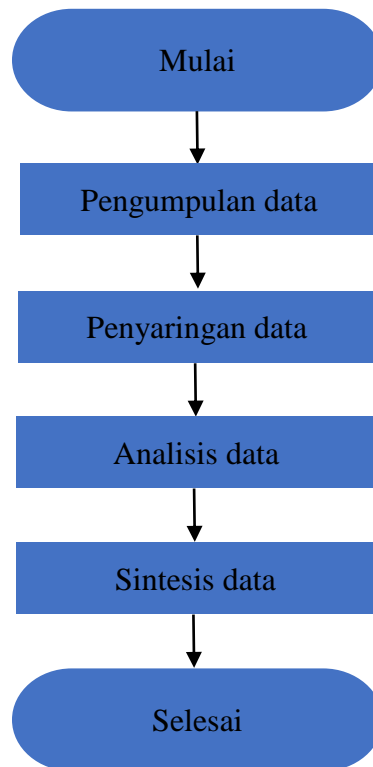 Mulai
Pengumpulan data
Penyaringan data
Analisis data
Sintesis data
Selesai